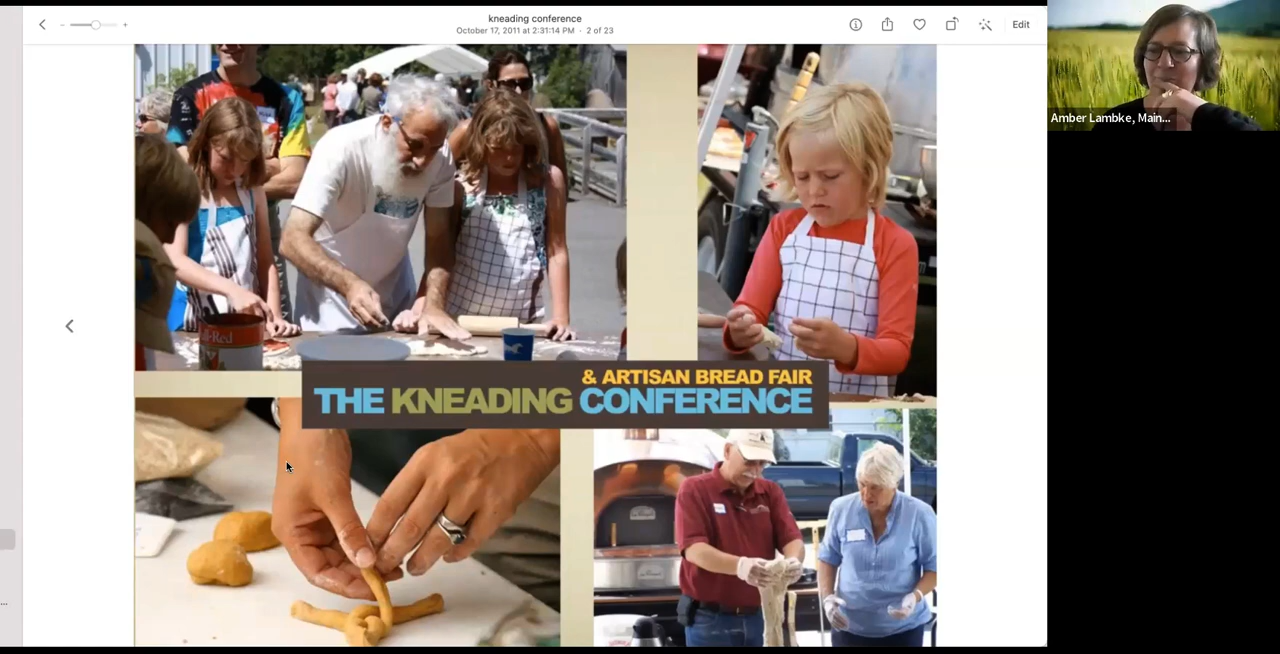 kneading conference
October 17, 2011 at 2:31:14 PM · 2 of 23
Edit
Amber Lambke, Main...
& ARTISAN BREAD FAIR
THE KNEADING CONFERENCE
...